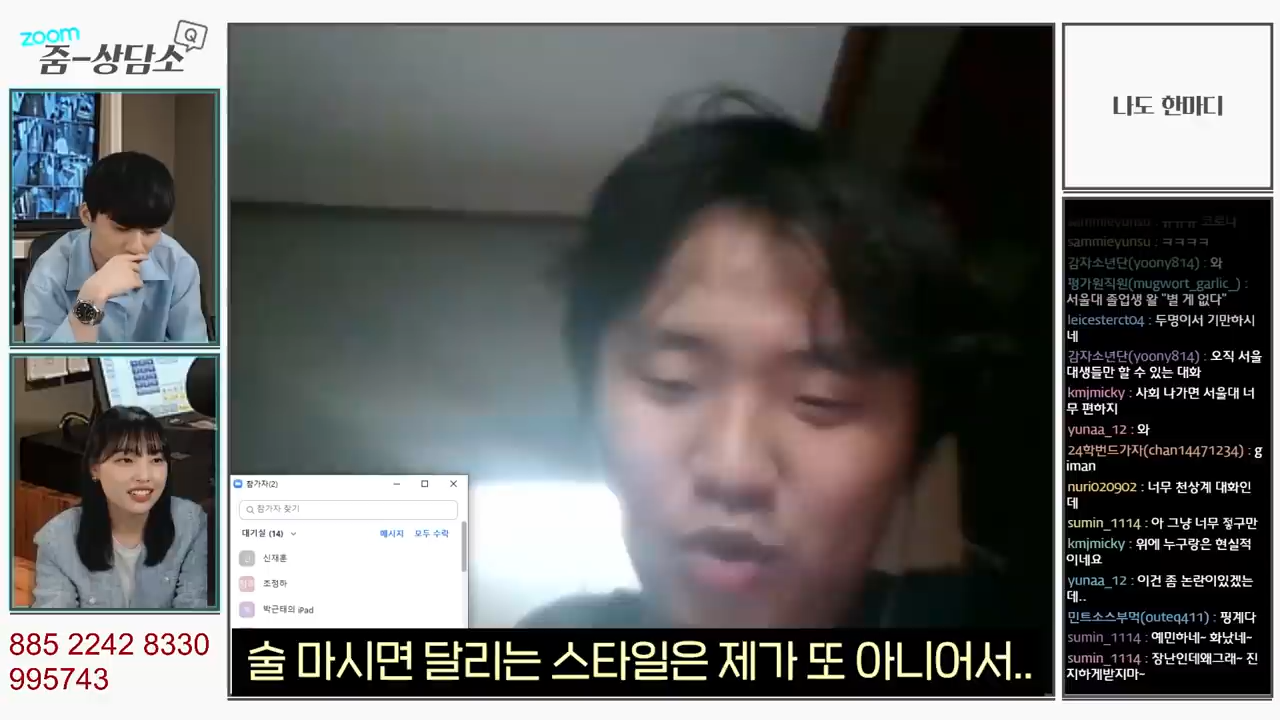 zoom
줌-상담소
Q
885 2242 8330
995743
참가자(2)
참가자 찾기
대기실 (14)
메시지 모두 수락
신재훈
조정하
박근태의 iPad
술 마시면 달리는 스타일은 제가 또 아니어서..
나도 한마디
sammieyunsu : ㅠㅠㅠ 코로나
sammieyunsu : ㅋㅋㅋㅋ
감자소년단(yoony814) : 와
평가원직원(mugwort_garlic_) :
서울대 졸업생 왈 "별 게 없다"
leicesterct04 : 두명이서 기만하시
네
감자소년단(yoony814) : 오직 서울
대생들만 할 수 있는 대화
kmjmicky : 사회 나가면 서울대 너
무 편하지
yunaa_12 : 와
24학번드가자(chan14471234) : g
iman
nuri020902 : 너무 천상계 대화인
데
sumin_1114 : 아 그냥 너무 젛구만
kmjmicky : 위에 누구랑은 현실적
이네요
yunaa_12 : 이건 좀 논란이있겠는
데..
민트소스부먹(outeq411) : 핑계다
sumin_1114 : 예민하네~ 화났네~
sumin_1114 : 장난인데왜그래~ 진
지하게받지마~